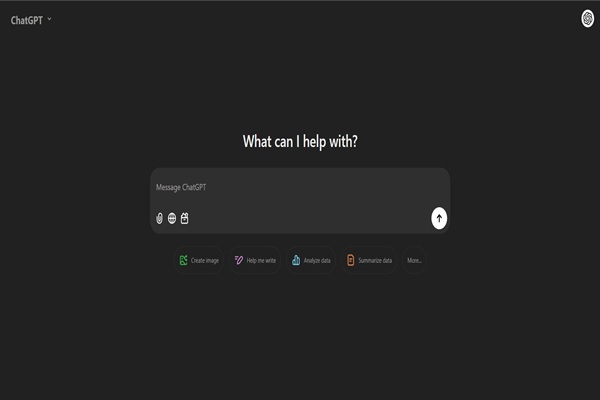 ChatGPT
What can I help with?
Message ChatGPT
Create image
Help me write
Analyze data
Summarize data
More...